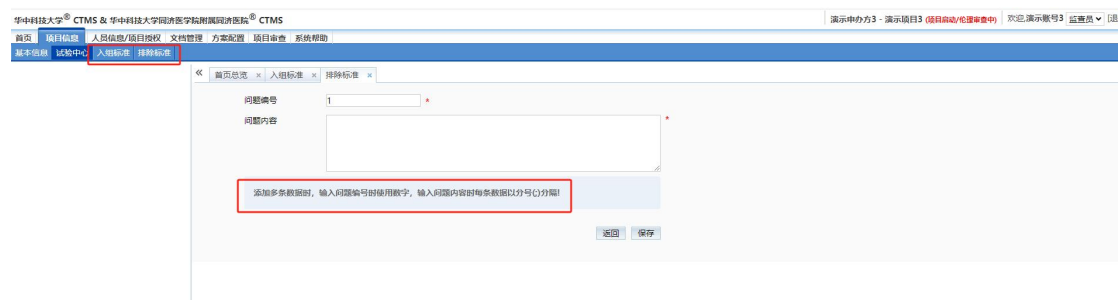 华中科技大学® CTMS & 华中科技大学同济医学院附属同济医院® CTMS 演示申办方3 - 演示项目3 (项目启动/伦理审查中) 欢迎,演示账号3 监查员 [退
首页 项目信息 人员信息/项目授权 文档管理 方案配置 项目审查 系统帮助
基本信息 试验中心 入组标准 排除标准
« 首页总览 × 入组标准 × 排除标准 ×
问题编号 1 *
问题内容 *
添加多条数据时，输入问题编号时使用数字，输入问题内容时每条数据以分号(;)分隔!
返回 保存